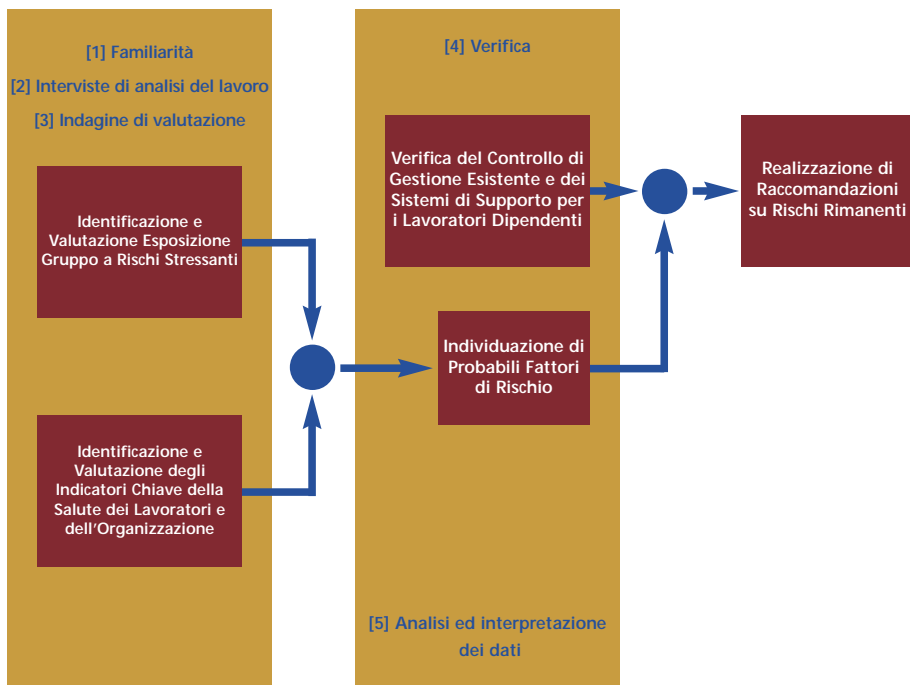 [1] Familiarità
[2] Interviste di analisi del lavoro
[3] Indagine di valutazione
Identificazione e
Valutazione Esposizione
Gruppo a Rischi Stressanti
Identificazione e
Valutazione degli
Indicatori Chiave della
Salute dei Lavoratori e
dell'Organizzazione
[4] Verifica
Verifica del Controllo di
Gestione Esistente e dei
Sistemi di Supporto per
i Lavoratori Dipendenti
Individuazione di
Probabili Fattori
di Rischio
[5] Analisi ed interpretazione
dei dati
Realizzazione di
Raccomandazioni
su Rischi Rimanenti